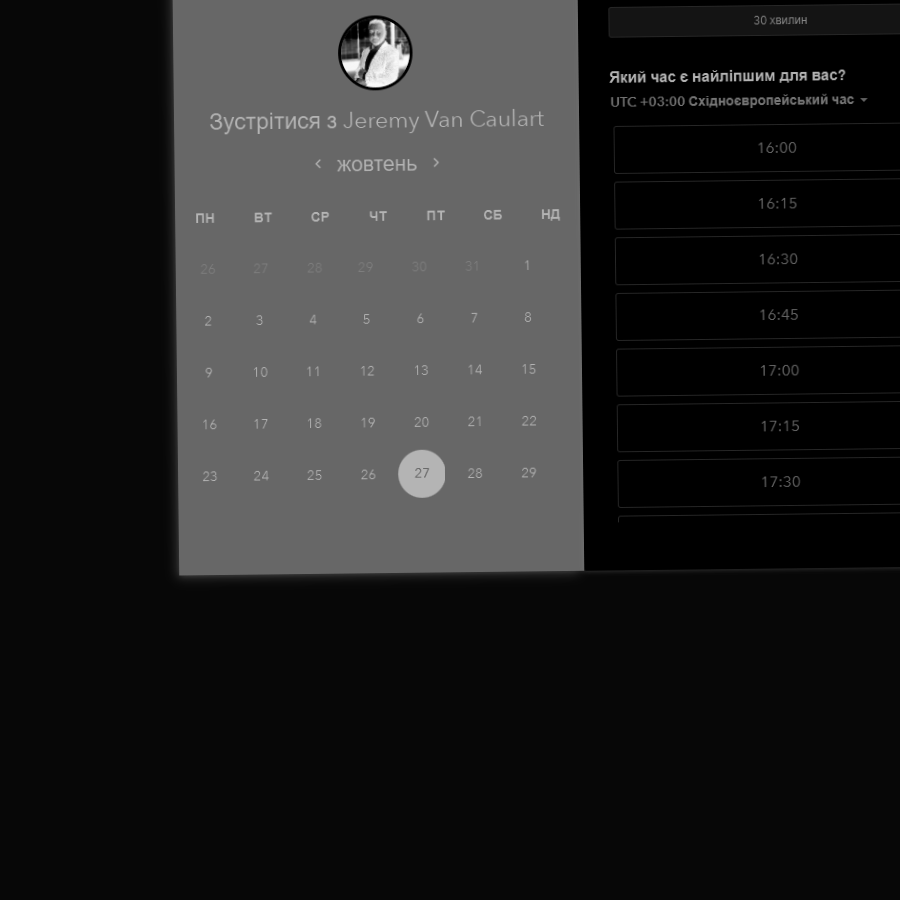 Зустрітися з Jeremy Van Caulart
‹ жовтень ›
ПН ВТ СР ЧТ ПТ СБ НД
26 27 28 29 30 31 1
2 3 4 5 6 7 8
9 10 11 12 13 14 15
16 17 18 19 20 21 22
23 24 25 26 27 28 29
30 хвилин
Який час є найліпшим для вас?
UTC +03:00 Східноєвропейський час
16:00
16:15
16:30
16:45
17:00
17:15
17:30